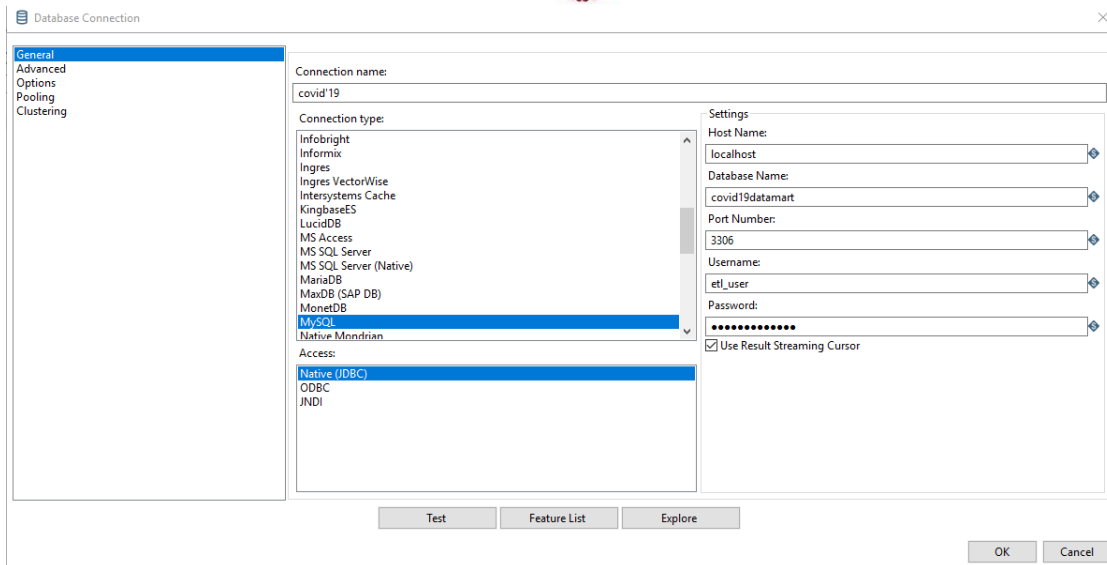 Database Connection
General
Advanced
Options
Pooling
Clustering
Connection name:
covid'19
Connection type:
Infobright
Informix
Ingres
Ingres VectorWise
Intersystems Cache
KingbaseES
LucidDB
MS Access
MS SQL Server
MS SQL Server (Native)
MariaDB
MaxDB (SAP DB)
MonetDB
MySQL
Native Mondrian
Access:
Native (JDBC)
ODBC
JNDI
Settings
Host Name:
localhost
Database Name:
covid19datamart
Port Number:
3306
Username:
etl_user
Password:
●●●●●●●●●●●●●
Use Result Streaming Cursor
Test Feature List Explore
OK Cancel